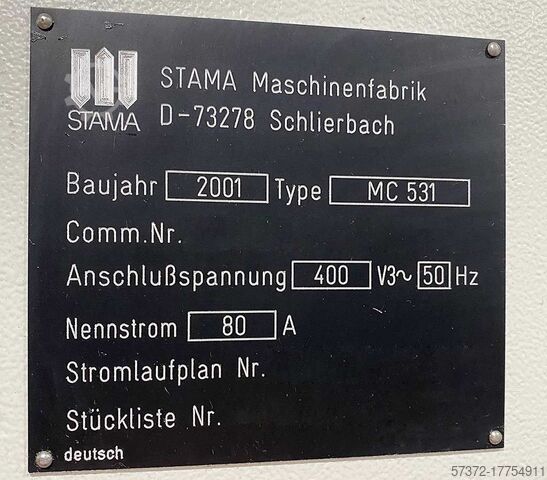 STAMA Maschinenfabrik
D-73278 Schlierbach
STAMA
Baujahr 2001 Type MC 531
Comm.Nr.
Anschlußspannung 400 V3~ 50 Hz
Nennstrom 80 A
Stromlaufplan Nr.
Stückliste Nr.
deutsch
57372-17754911